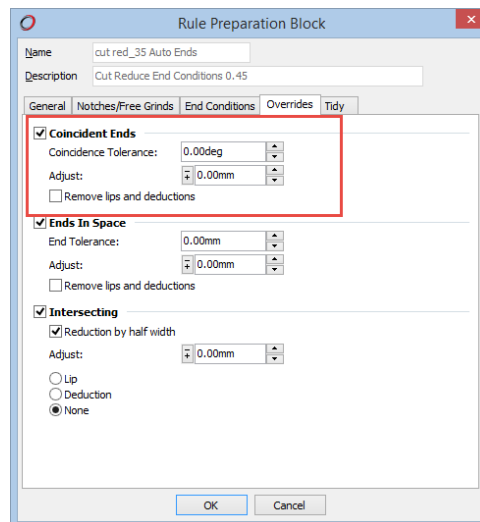 Rule Preparation Block
Name cut red_35 Auto Ends
Description Cut Reduce End Conditions 0.45
General Notches/Free Grinds End Conditions Overrides Tidy
Coincident Ends
Coincidence Tolerance: 0.00deg
Adjust: 0.00mm
Remove lips and deductions
Ends In Space
End Tolerance: 0.00mm
Adjust: 0.00mm
Remove lips and deductions
Intersecting
Reduction by half width
Adjust: 0.00mm
Lip
Deduction
None
OK Cancel